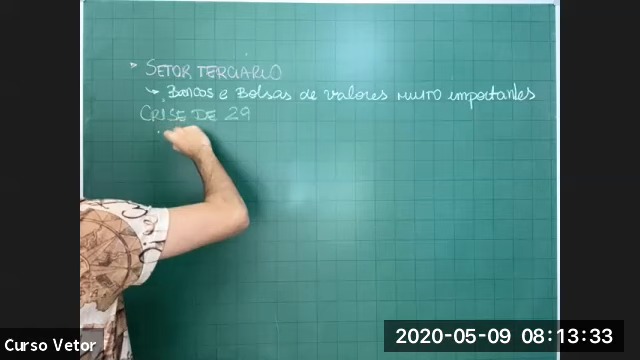 SETOR TERCIÁRIO
↳ Bancos e Bolsas de valores MUITO importantes
CRISE DE 29
Curso Vetor
2020-05-09 08:13:33